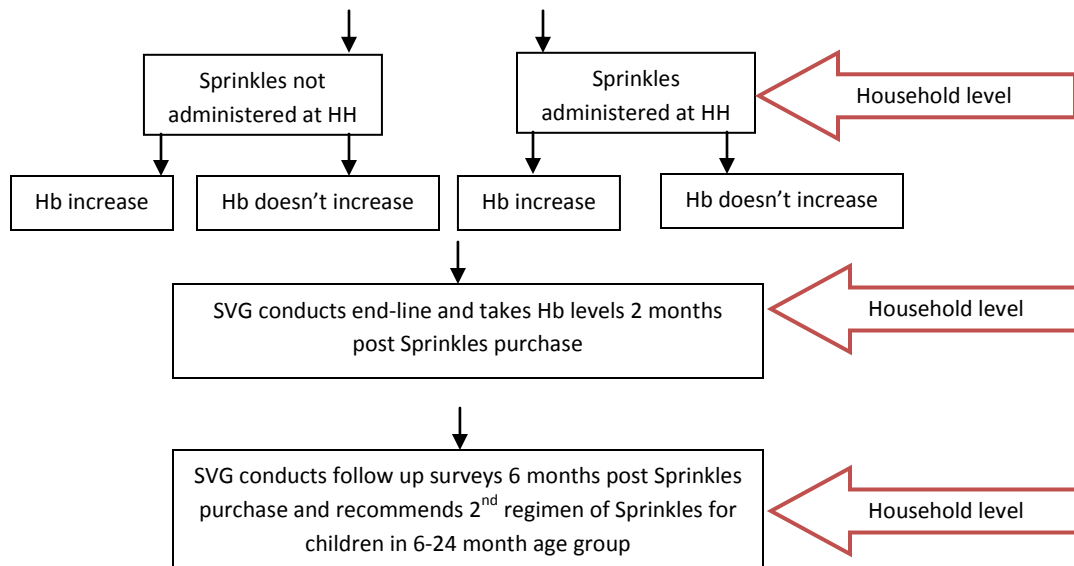 Sprinkles not
administered at HH
Sprinkles
administered at HH
Household level
Hb increase
Hb doesn’t increase
Hb increase
Hb doesn’t increase
SVG conducts end-line and takes Hb levels 2 months
post Sprinkles purchase
Household level
SVG conducts follow up surveys 6 months post Sprinkles
purchase and recommends 2nd regimen of Sprinkles for
children in 6-24 month age group
Household level